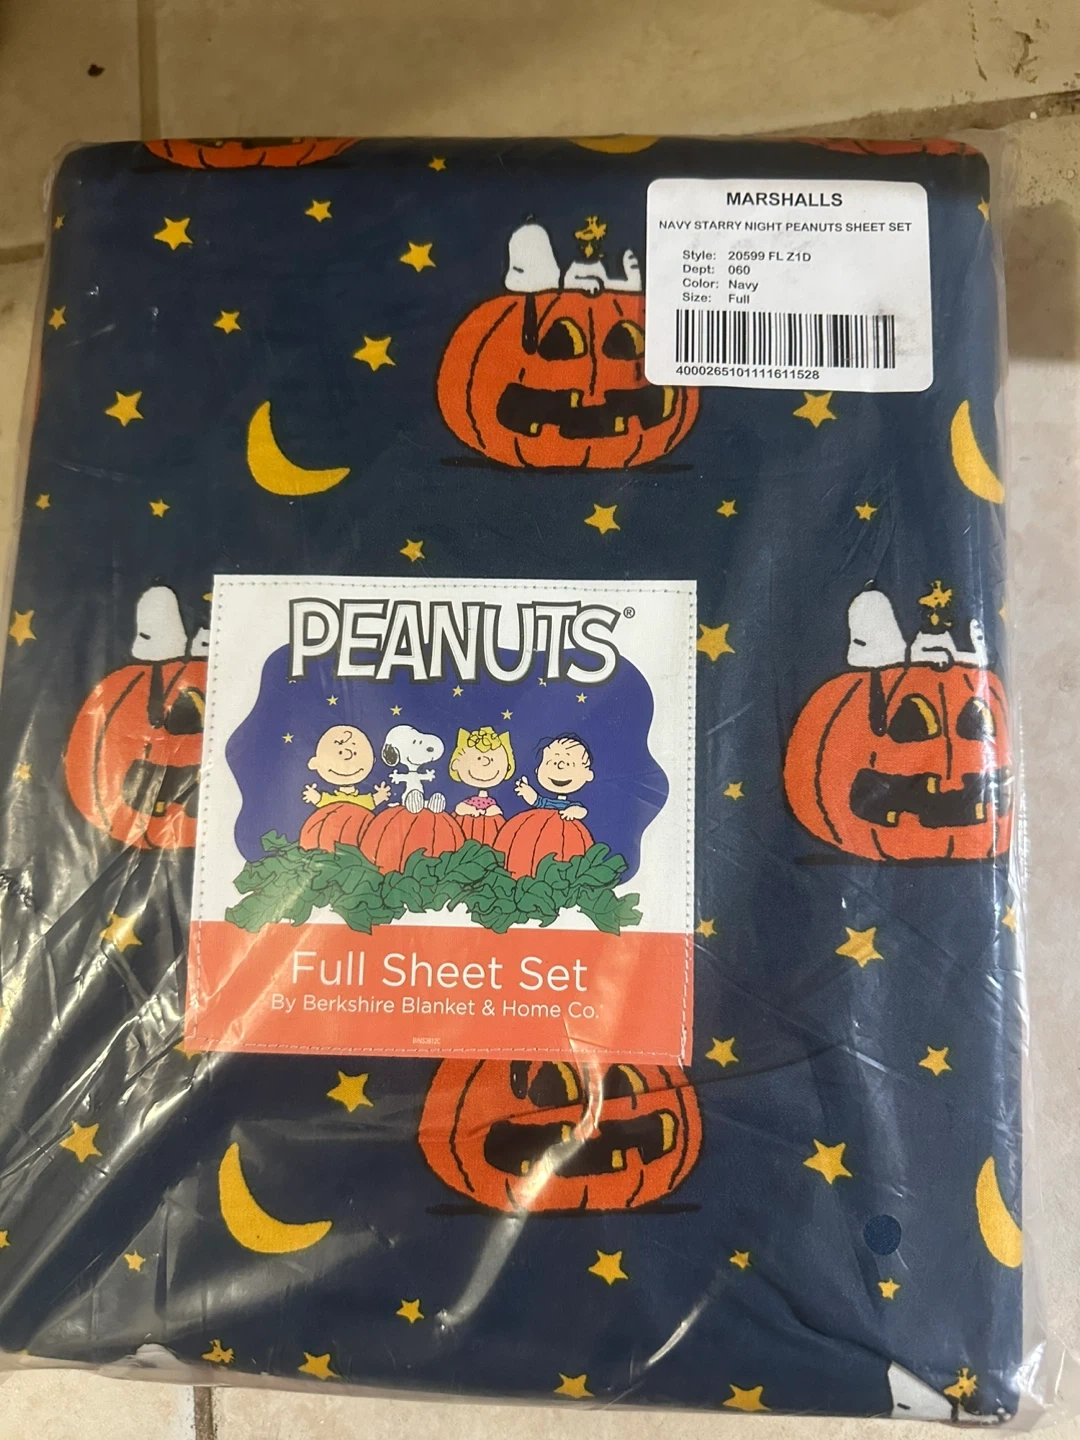 MARSHALLS
NAVY STARRY NIGHT PEANUTS SHEET SET
Style: 20599 FL Z1D
Dept: 060
Color: Navy
Size: Full
4000265101111611528
PEANUTS®
Full Sheet Set
By Berkshire Blanket & Home Co.